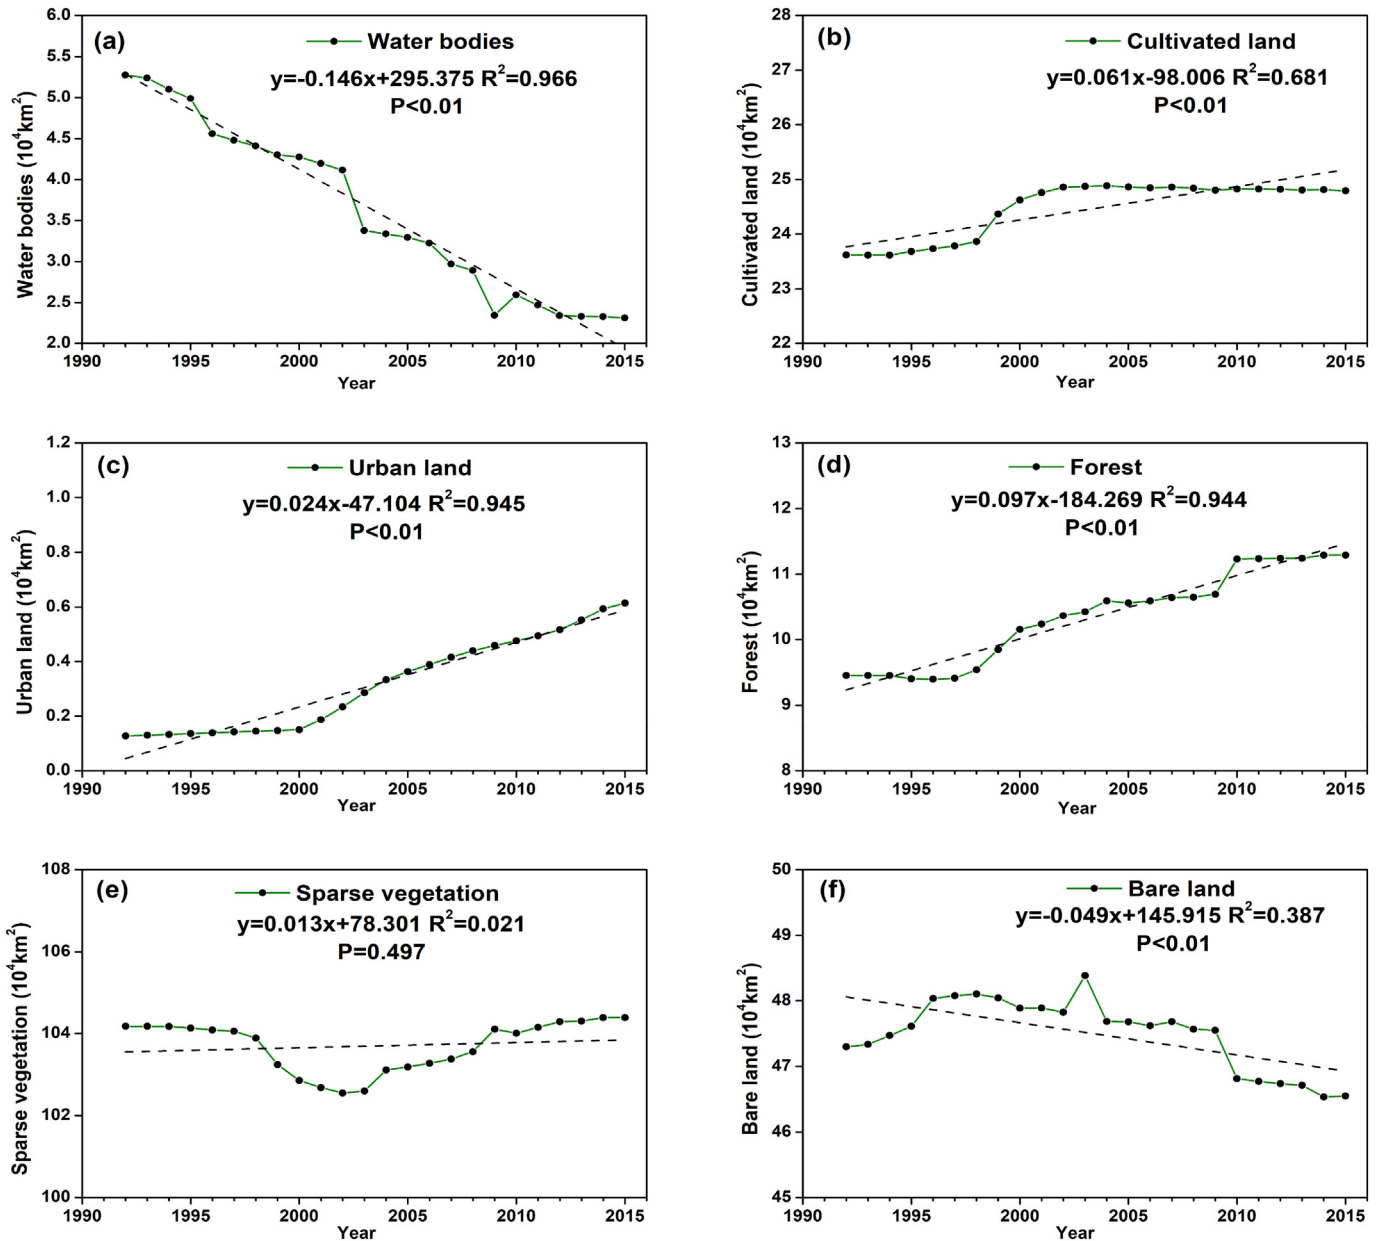 (a)
Water bodies
y=-0.146x+295.375 R²=0.966
P<0.01
Water bodies (10⁴km²)
6.0
5.5
5.0
4.5
4.0
3.5
3.0
2.5
2.0
1990 1995 2000 2005 2010 2015
Year
(b)
Cultivated land
y=0.061x-98.006 R²=0.681
P<0.01
Cultivated land (10⁴km²)
28
27
26
25
24
23
22
1990 1995 2000 2005 2010 2015
Year
(c)
Urban land
y=0.024x-47.104 R²=0.945
P<0.01
Urban land (10⁴km²)
1.2
1.0
0.8
0.6
0.4
0.2
0.0
1990 1995 2000 2005 2010 2015
Year
(d)
Forest
y=0.097x-184.269 R²=0.944
P<0.01
Forest (10⁴km²)
13
12
11
10
9
8
1990 1995 2000 2005 2010 2015
Year
(e)
Sparse vegetation
y=0.013x+78.301 R²=0.021
P=0.497
Sparse vegetation (10⁴km²)
108
106
104
102
100
1990 1995 2000 2005 2010 2015
Year
(f)
Bare land
y=-0.049x+145.915 R²=0.387
P<0.01
Bare land (10⁴km²)
50
49
48
47
46
45
1990 1995 2000 2005 2010 2015
Year